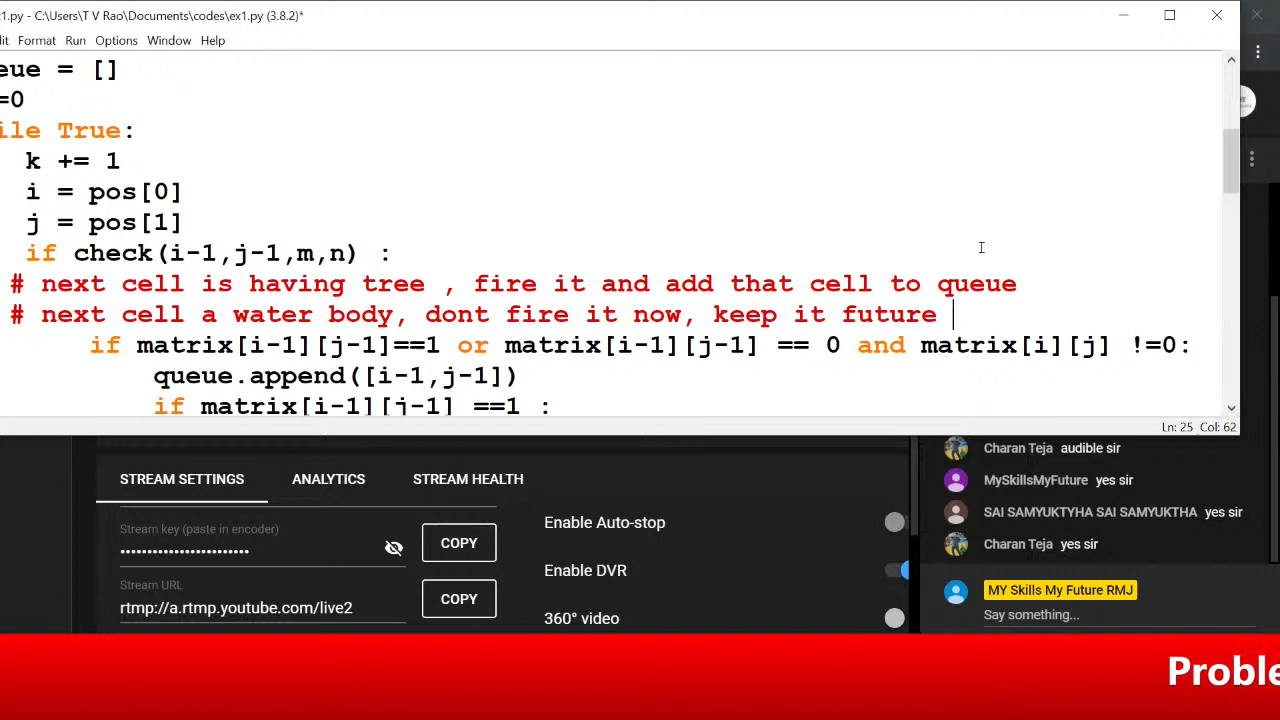 1.py - C:\Users\T V Rao\Documents\codes\ex1.py (3.8.2)*
it Format Run Options Window Help
eue = []
=0
ile True:
k += 1
i = pos[0]
j = pos[1]
if check(i-1,j-1,m,n) :
# next cell is having tree , fire it and add that cell to queue
# next cell a water body, dont fire it now, keep it future
if matrix[i-1][j-1]==1 or matrix[i-1][j-1] == 0 and matrix[i][j] !=0:
queue.append([i-1,j-1])
if matrix[i-1][j-1] ==1 :
Ln: 25 Col: 62
STREAM SETTINGS ANALYTICS STREAM HEALTH
Stream key (paste in encoder)
••••••••••••••••••••••••
COPY
Stream URL
rtmp://a.rtmp.youtube.com/live2
COPY
Enable Auto-stop
Enable DVR
360° video
Charan Teja audible sir
MySkillsMyFuture yes sir
SAI SAMYUKTYHA SAI SAMYUKTHA yes sir
Charan Teja yes sir
MY Skills My Future RMJ
Say something...
Proble